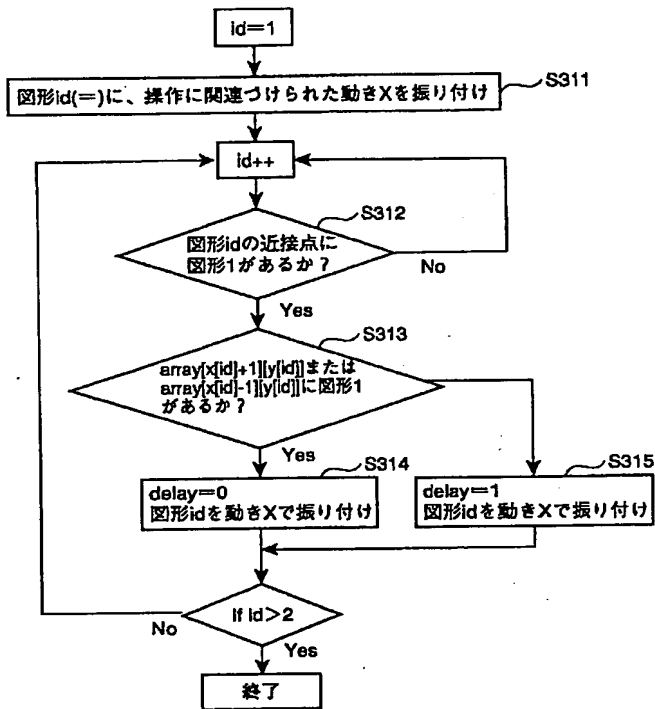 id=1
図形id(=)に、操作に関連づけられた動きXを振り付け
S311
id++
S312
図形idの近接点に
図形1があるか？
No
Yes
S313
array[x[id]+1][y[id]]または
array[x[id]-1][y[id]]に図形1
があるか？
Yes
S314
delay=0
図形idを動きXで振り付け
S315
delay=1
図形idを動きXで振り付け
if id>2
No
Yes
終了